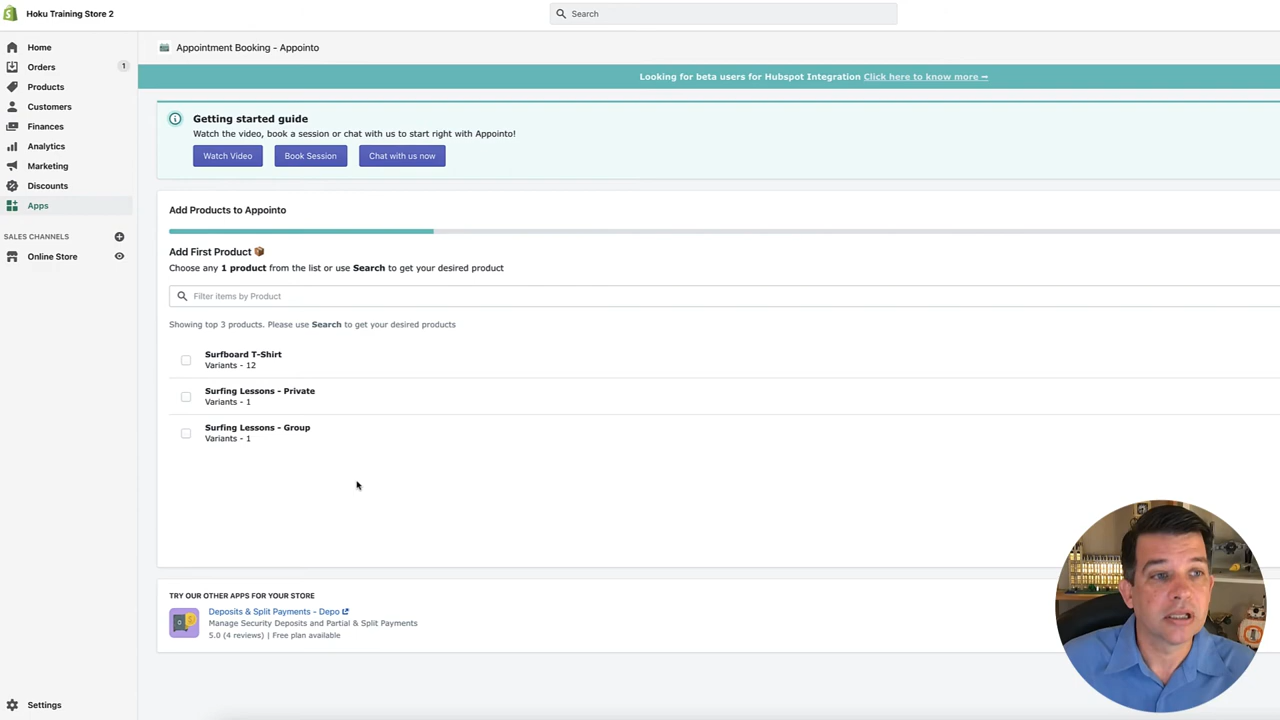 Hoku Training Store 2
Search
Home
Orders
1
Products
Customers
Finances
Analytics
Marketing
Discounts
Apps
SALES CHANNELS
Online Store
Settings
Appointment Booking - Appointo
Looking for beta users for Hubspot Integration Click here to know more →
Getting started guide
Watch the video, book a session or chat with us to start right with Appointo!
Watch Video
Book Session
Chat with us now
Add Products to Appointo
Add First Product
Choose any 1 product from the list or use Search to get your desired product
Filter items by Product
Showing top 3 products. Please use Search to get your desired products
Surfboard T-Shirt
Variants - 12
Surfing Lessons - Private
Variants - 1
Surfing Lessons - Group
Variants - 1
TRY OUR OTHER APPS FOR YOUR STORE
Deposits & Split Payments - Depo
Manage Security Deposits and Partial & Split Payments
5.0 (4 reviews) | Free plan available